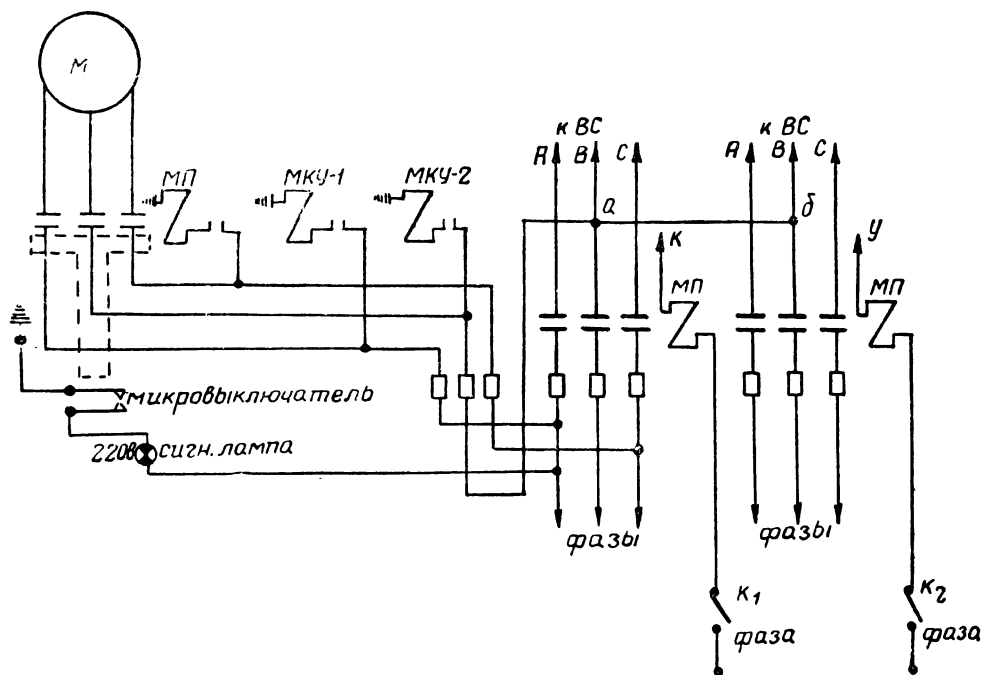 М
к ВС
к ВС
А В С
А В С
МП
МКУ-1
МКУ-2
а
б
к
у
МП
МП
микровыключатель
220в сигн. лампа
фазы
фазы
К1
К2
фаза
фаза